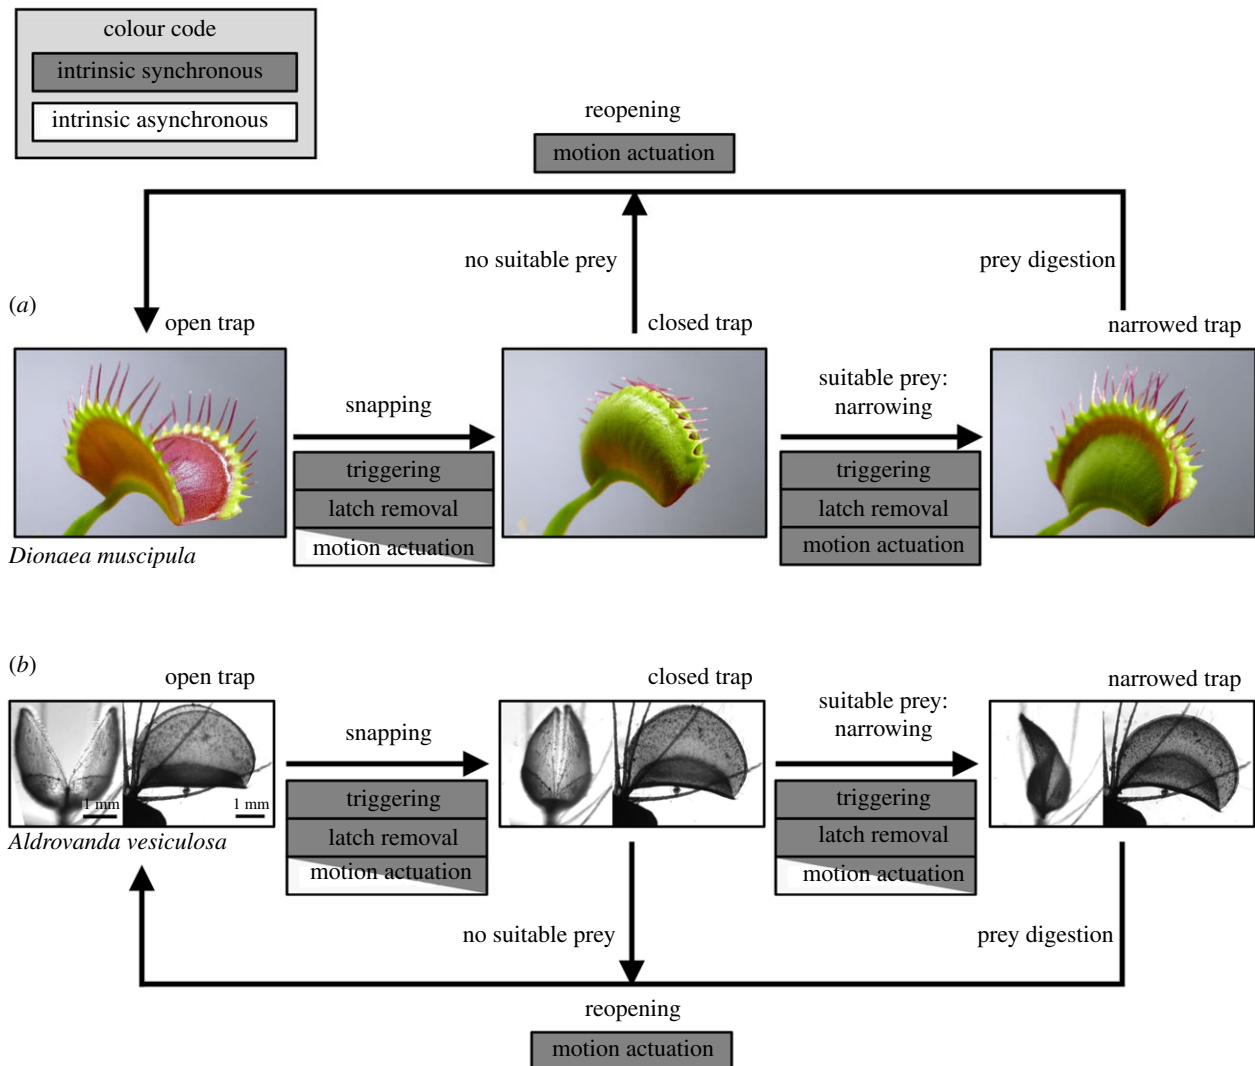 colour code
intrinsic synchronous
intrinsic asynchronous
reopening
motion actuation
no suitable prey
prey digestion
(a)
open trap
closed trap
narrowed trap
snapping
triggering
latch removal
motion actuation
suitable prey:
narrowing
triggering
latch removal
motion actuation
Dionaea muscipula
(b)
open trap
closed trap
narrowed trap
1 mm
1 mm
snapping
triggering
latch removal
motion actuation
suitable prey:
narrowing
triggering
latch removal
motion actuation
Aldrovanda vesiculosa
no suitable prey
prey digestion
reopening
motion actuation